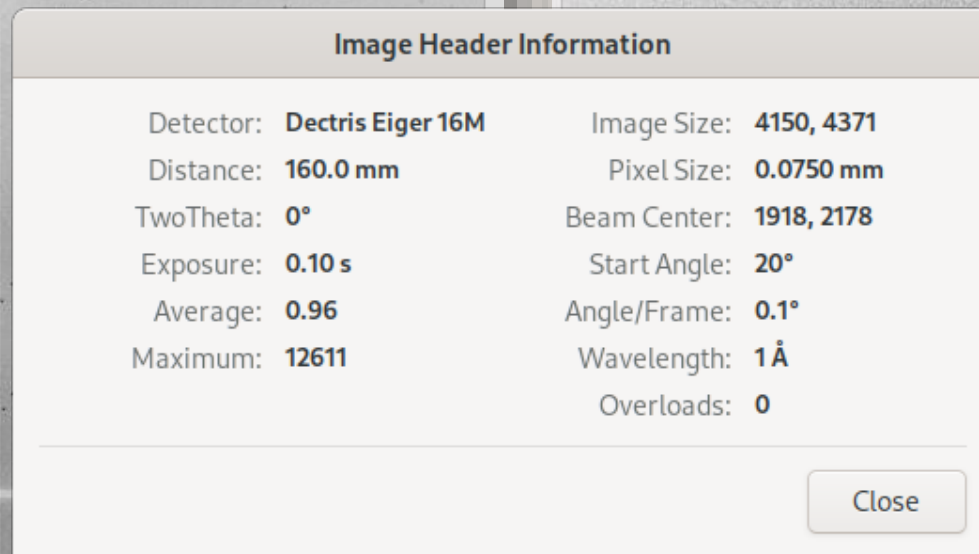 Image Header Information
Detector: Dectris Eiger 16M
Distance: 160.0 mm
TwoTheta: 0°
Exposure: 0.10 s
Average: 0.96
Maximum: 12611
Image Size: 4150, 4371
Pixel Size: 0.0750 mm
Beam Center: 1918, 2178
Start Angle: 20°
Angle/Frame: 0.1°
Wavelength: 1 Å
Overloads: 0
Close